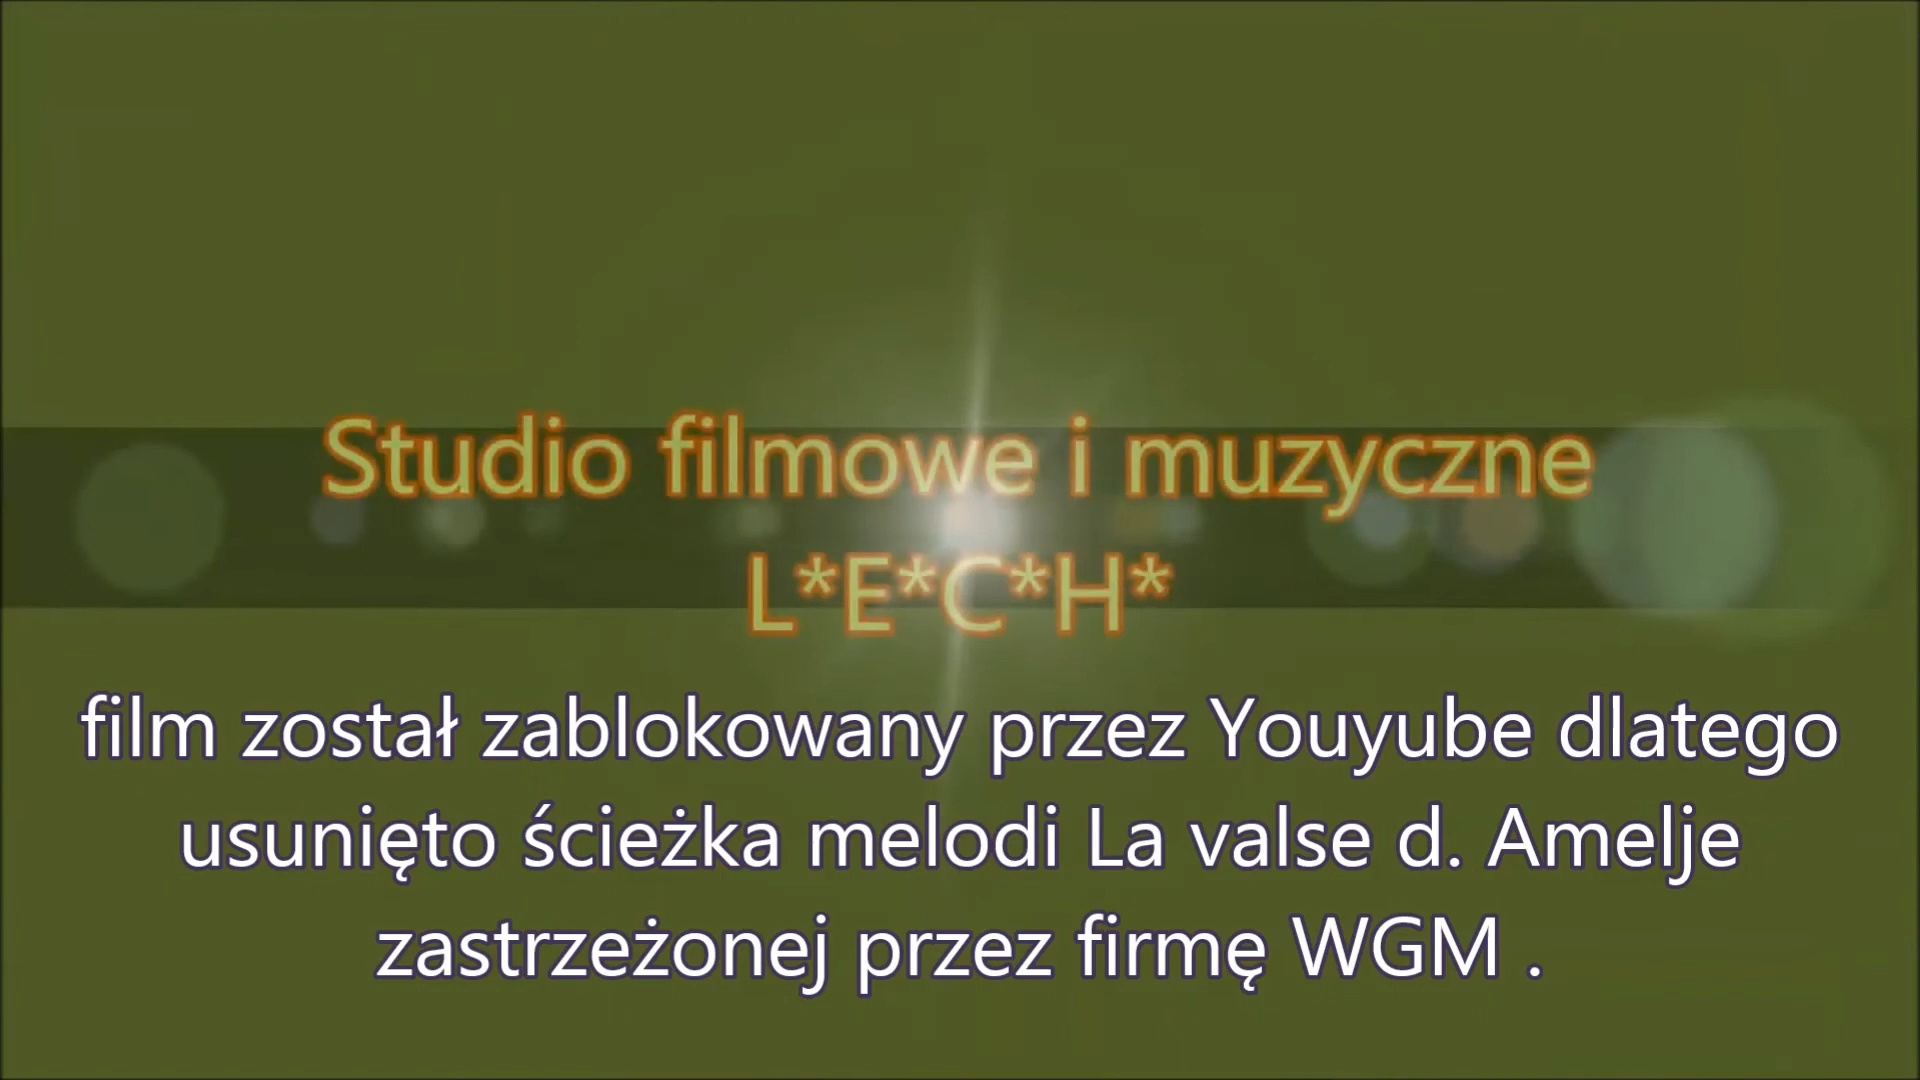 Studio filmowe i muzyczne
L*E*C*H*
film został zablokowany przez Youyube dlatego
usunięto ścieżka melodi La valse d. Amelje
zastrzeżonej przez firmę WGM .